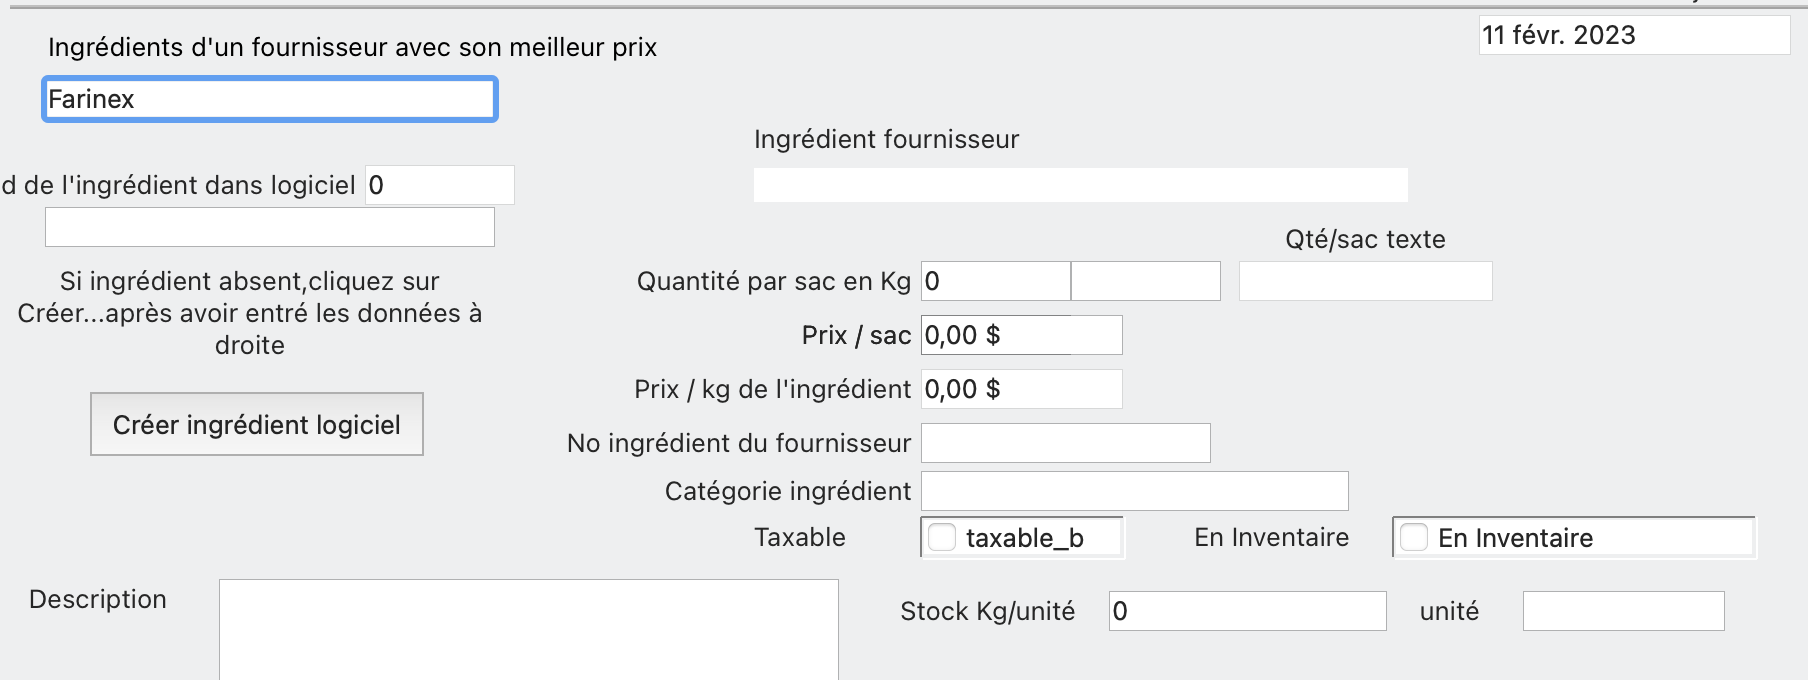 11 févr. 2023
Ingrédients d'un fournisseur avec son meilleur prix
Farinex
Ingrédient fournisseur
d de l'ingrédient dans logiciel 0
Qté/sac texte
Si ingrédient absent,cliquez sur
Créer...après avoir entré les données à
droite
Quantité par sac en Kg 0
Prix / sac 0,00 $
Prix / kg de l'ingrédient 0,00 $
Créer ingrédient logiciel
No ingrédient du fournisseur
Catégorie ingrédient
Taxable taxable_b En Inventaire En Inventaire
Description
Stock Kg/unité 0 unité